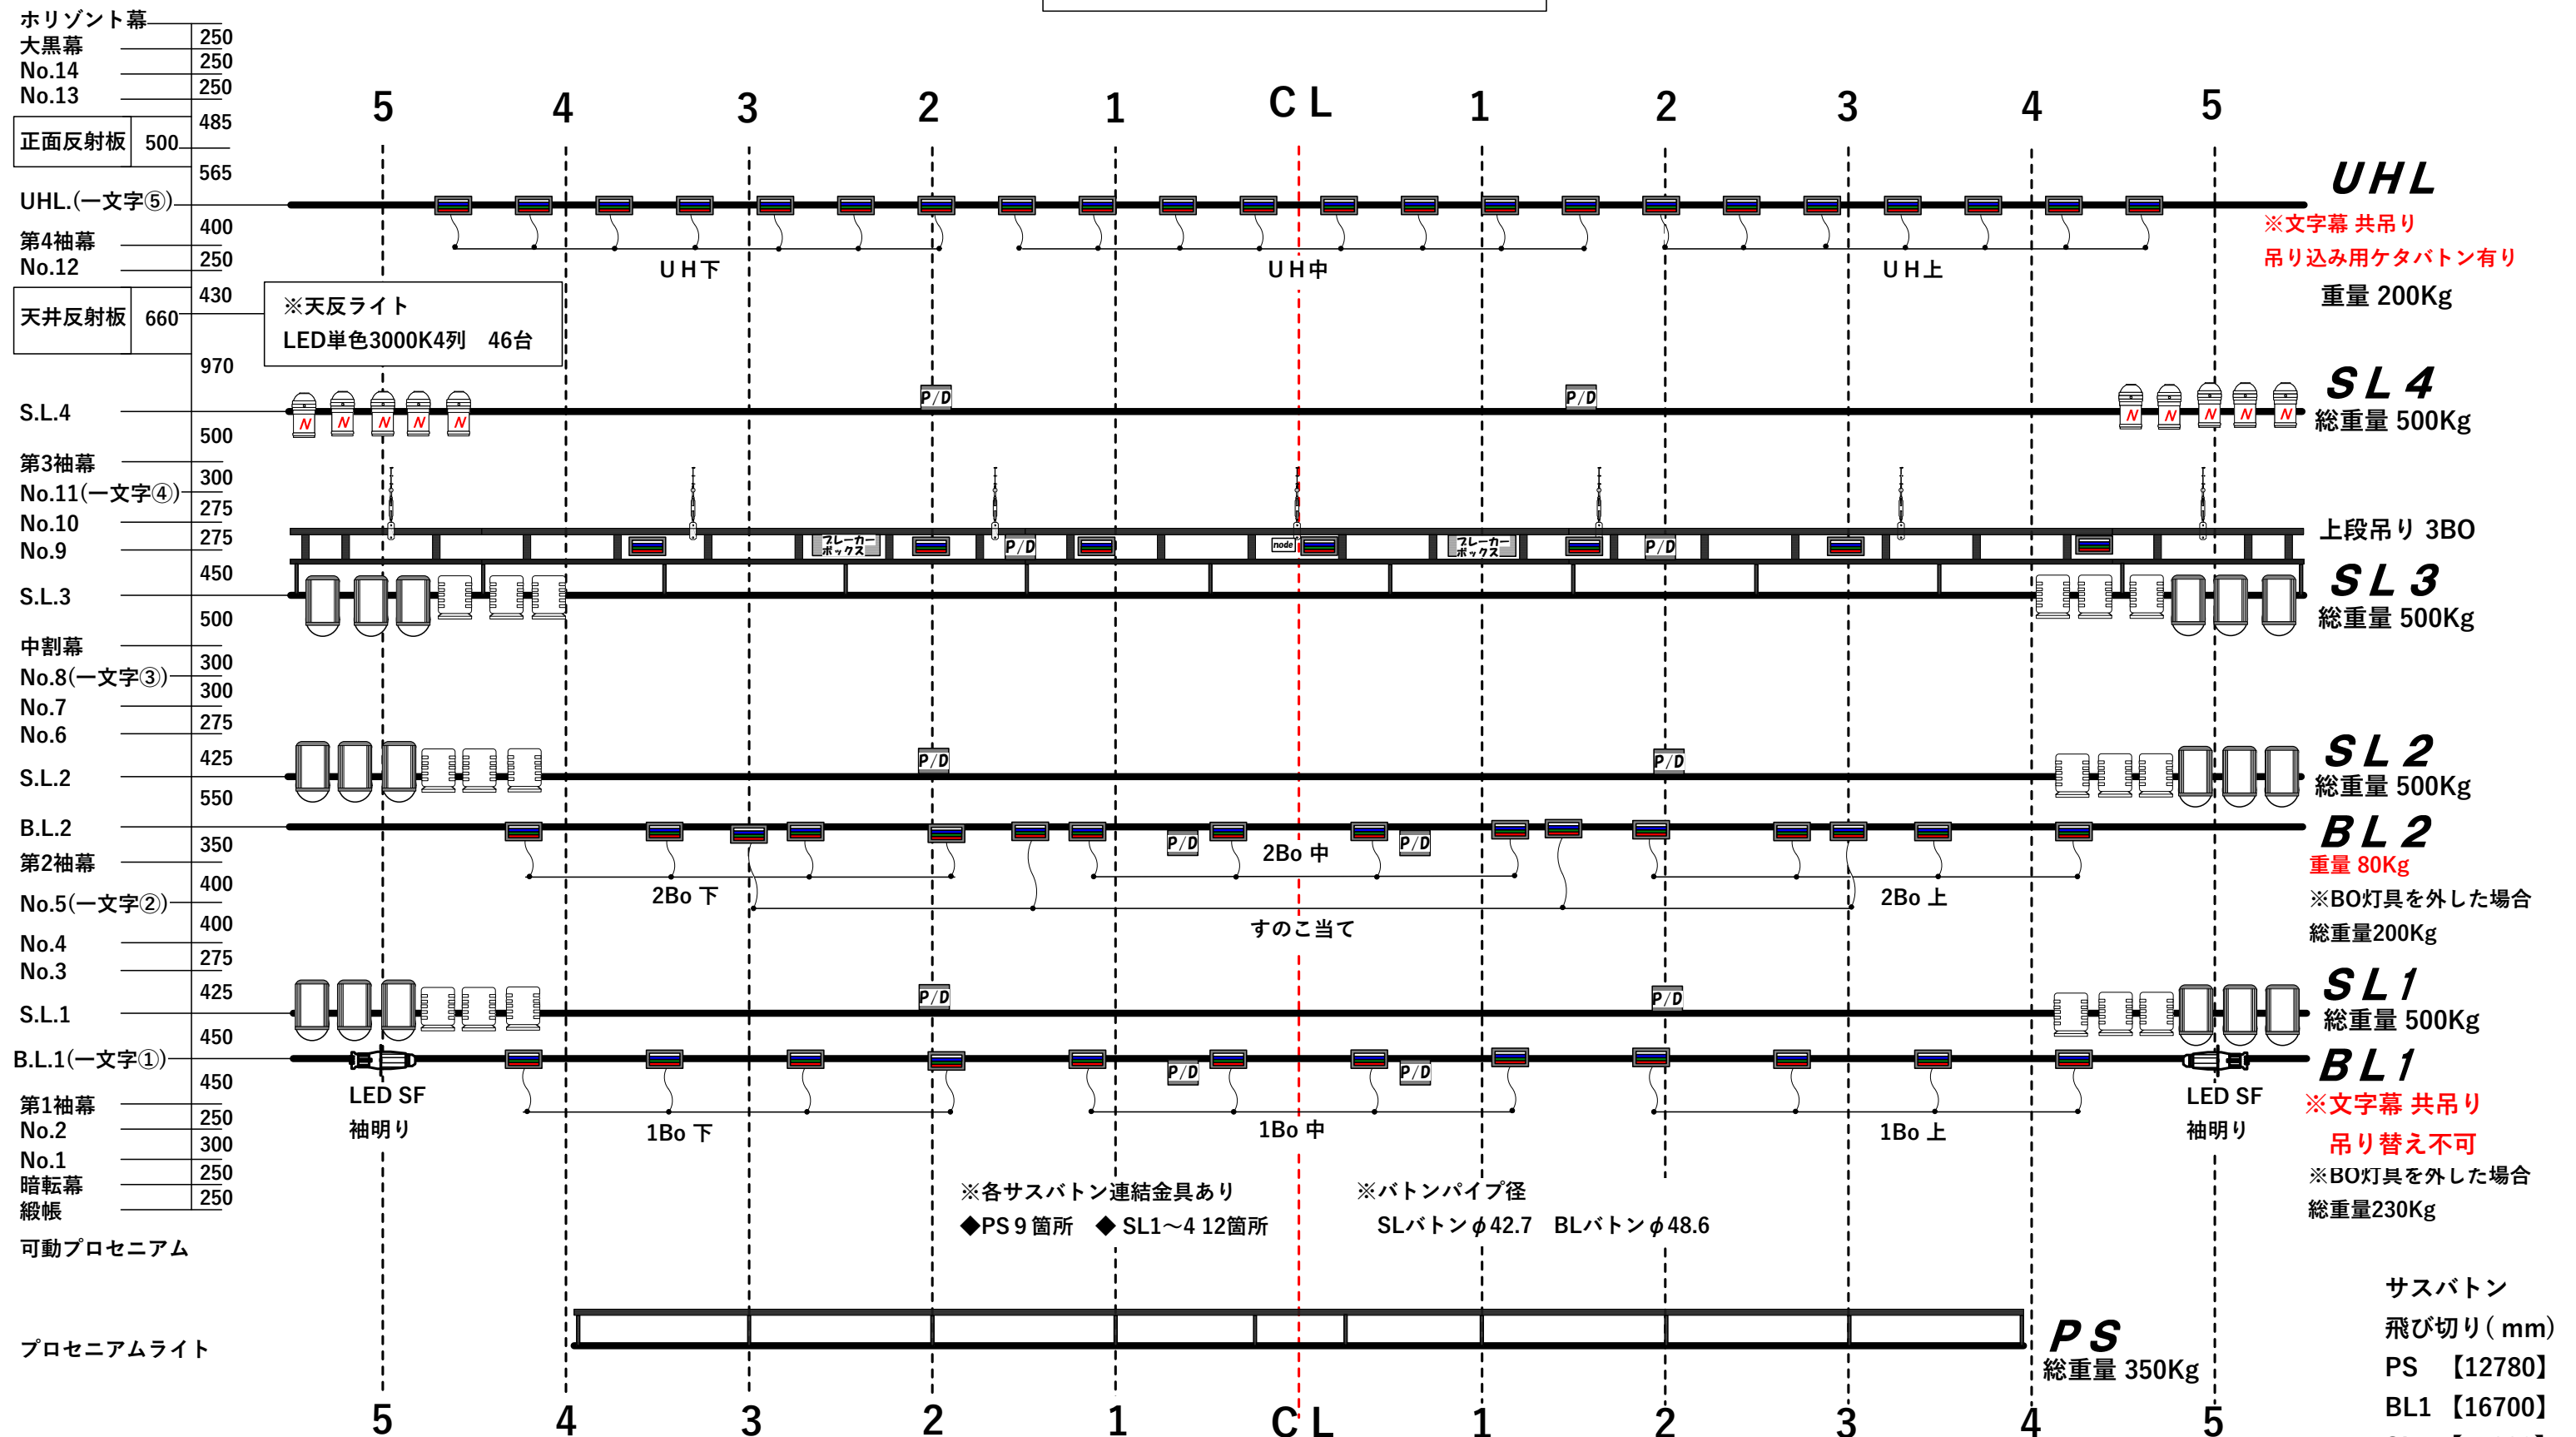 ホリゾント幕
250
大黒幕
250
No.14
250
No.13
485
正面反射板 500
565
UHL.(一文字⑤)
400
第4袖幕
250
No.12
430
天井反射板 660
970
S.L.4
500
第3袖幕
300
No.11(一文字④)
275
No.10
275
No.9
450
S.L.3
500
中割幕
300
No.8(一文字③)
300
No.7
275
No.6
425
S.L.2
550
B.L.2
350
第2袖幕
400
No.5(一文字②)
400
No.4
275
No.3
425
S.L.1
450
B.L.1(一文字①)
450
第1袖幕
250
No.2
300
No.1
250
暗転幕
250
緞帳
可動プロセニアム
プロセニアムライト
5 4 3 2 1 CL 1 2 3 4 5
UHL
※文字幕 共吊り
吊り込み用ケタバトン有り
重量 200Kg
UH下 UH中 UH上
※天反ライト
LED単色3000K4列 46台
P/D P/D
N N N N N N N N N N
SL4
総重量 500Kg
上段吊り 3BO
ブレーカーボックス P/D node ブレーカーボックス P/D
SL3
総重量 500Kg
P/D P/D
SL2
総重量 500Kg
P/D P/D
2Bo 下 2Bo 中 2Bo 上
すのこ当て
BL2
重量 80Kg
※BO灯具を外した場合
総重量200Kg
P/D P/D
SL1
総重量 500Kg
P/D P/D
LED SF
袖明り
1Bo 下 1Bo 中 1Bo 上
LED SF
袖明り
BL1
※文字幕 共吊り
吊り替え不可
※BO灯具を外した場合
総重量230Kg
※各サスバトン連結金具あり
◆PS９箇所 ◆ SL1～4 12箇所
※バトンパイプ径
SLバトンφ42.7 BLバトンφ48.6
PS
総重量 350Kg
サスバトン
飛び切り( mm)
PS 【12780】
BL1 【16700】
5 4 3 2 1 CL 1 2 3 4 5